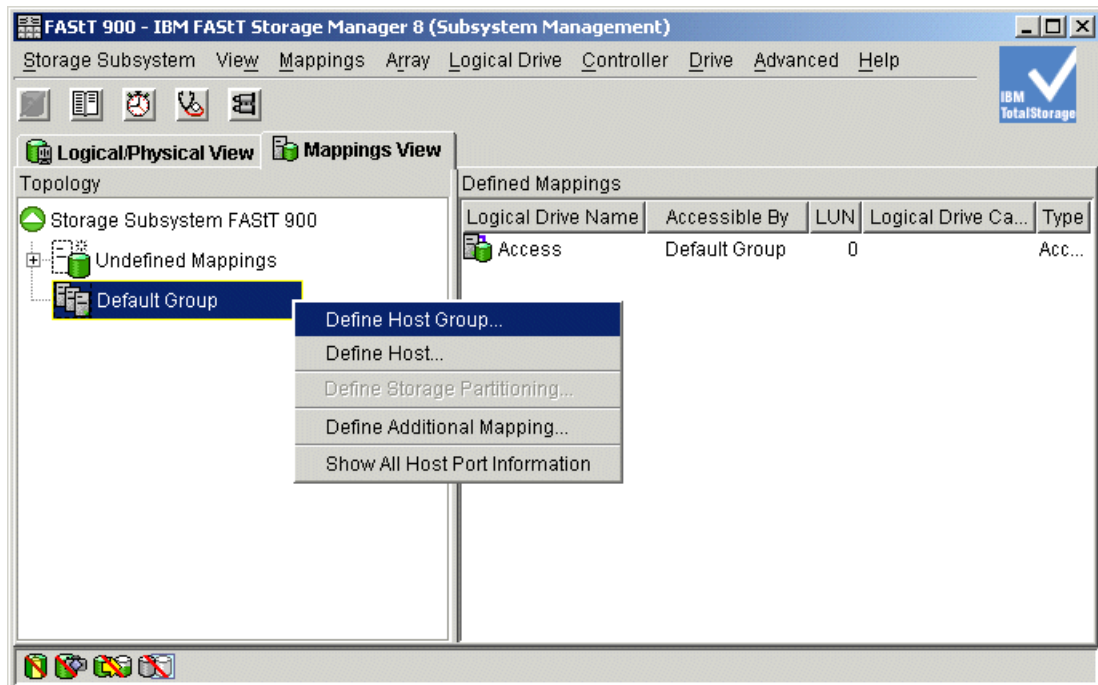 FAStT 900 - IBM FAStT Storage Manager 8 (Subsystem Management)
Storage Subsystem View Mappings Array Logical Drive Controller Drive Advanced Help
IBM
TotalStorage
Logical/Physical View Mappings View
Topology
Defined Mappings
Storage Subsystem FAStT 900
Undefined Mappings
Default Group
Logical Drive Name Accessible By LUN Logical Drive Ca... Type
Access Default Group 0 Acc...
Define Host Group...
Define Host...
Define Storage Partitioning...
Define Additional Mapping...
Show All Host Port Information